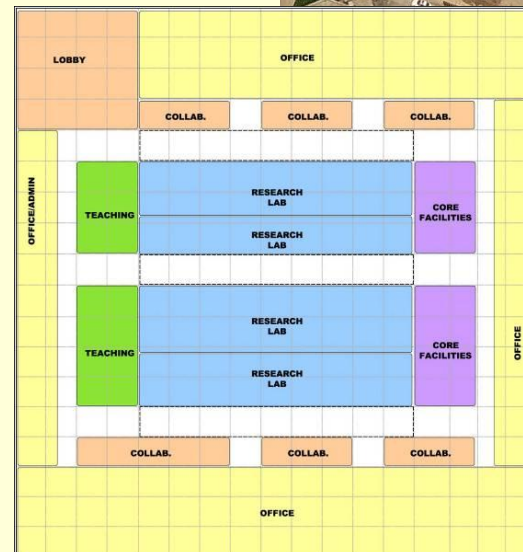 LOBBY
OFFICE
COLLAB.
COLLAB.
COLLAB.
OFFICE/ADMIN
TEACHING
RESEARCH
LAB
CORE
FACILITIES
RESEARCH
LAB
TEACHING
RESEARCH
LAB
CORE
FACILITIES
OFFICE
RESEARCH
LAB
COLLAB.
COLLAB.
COLLAB.
OFFICE